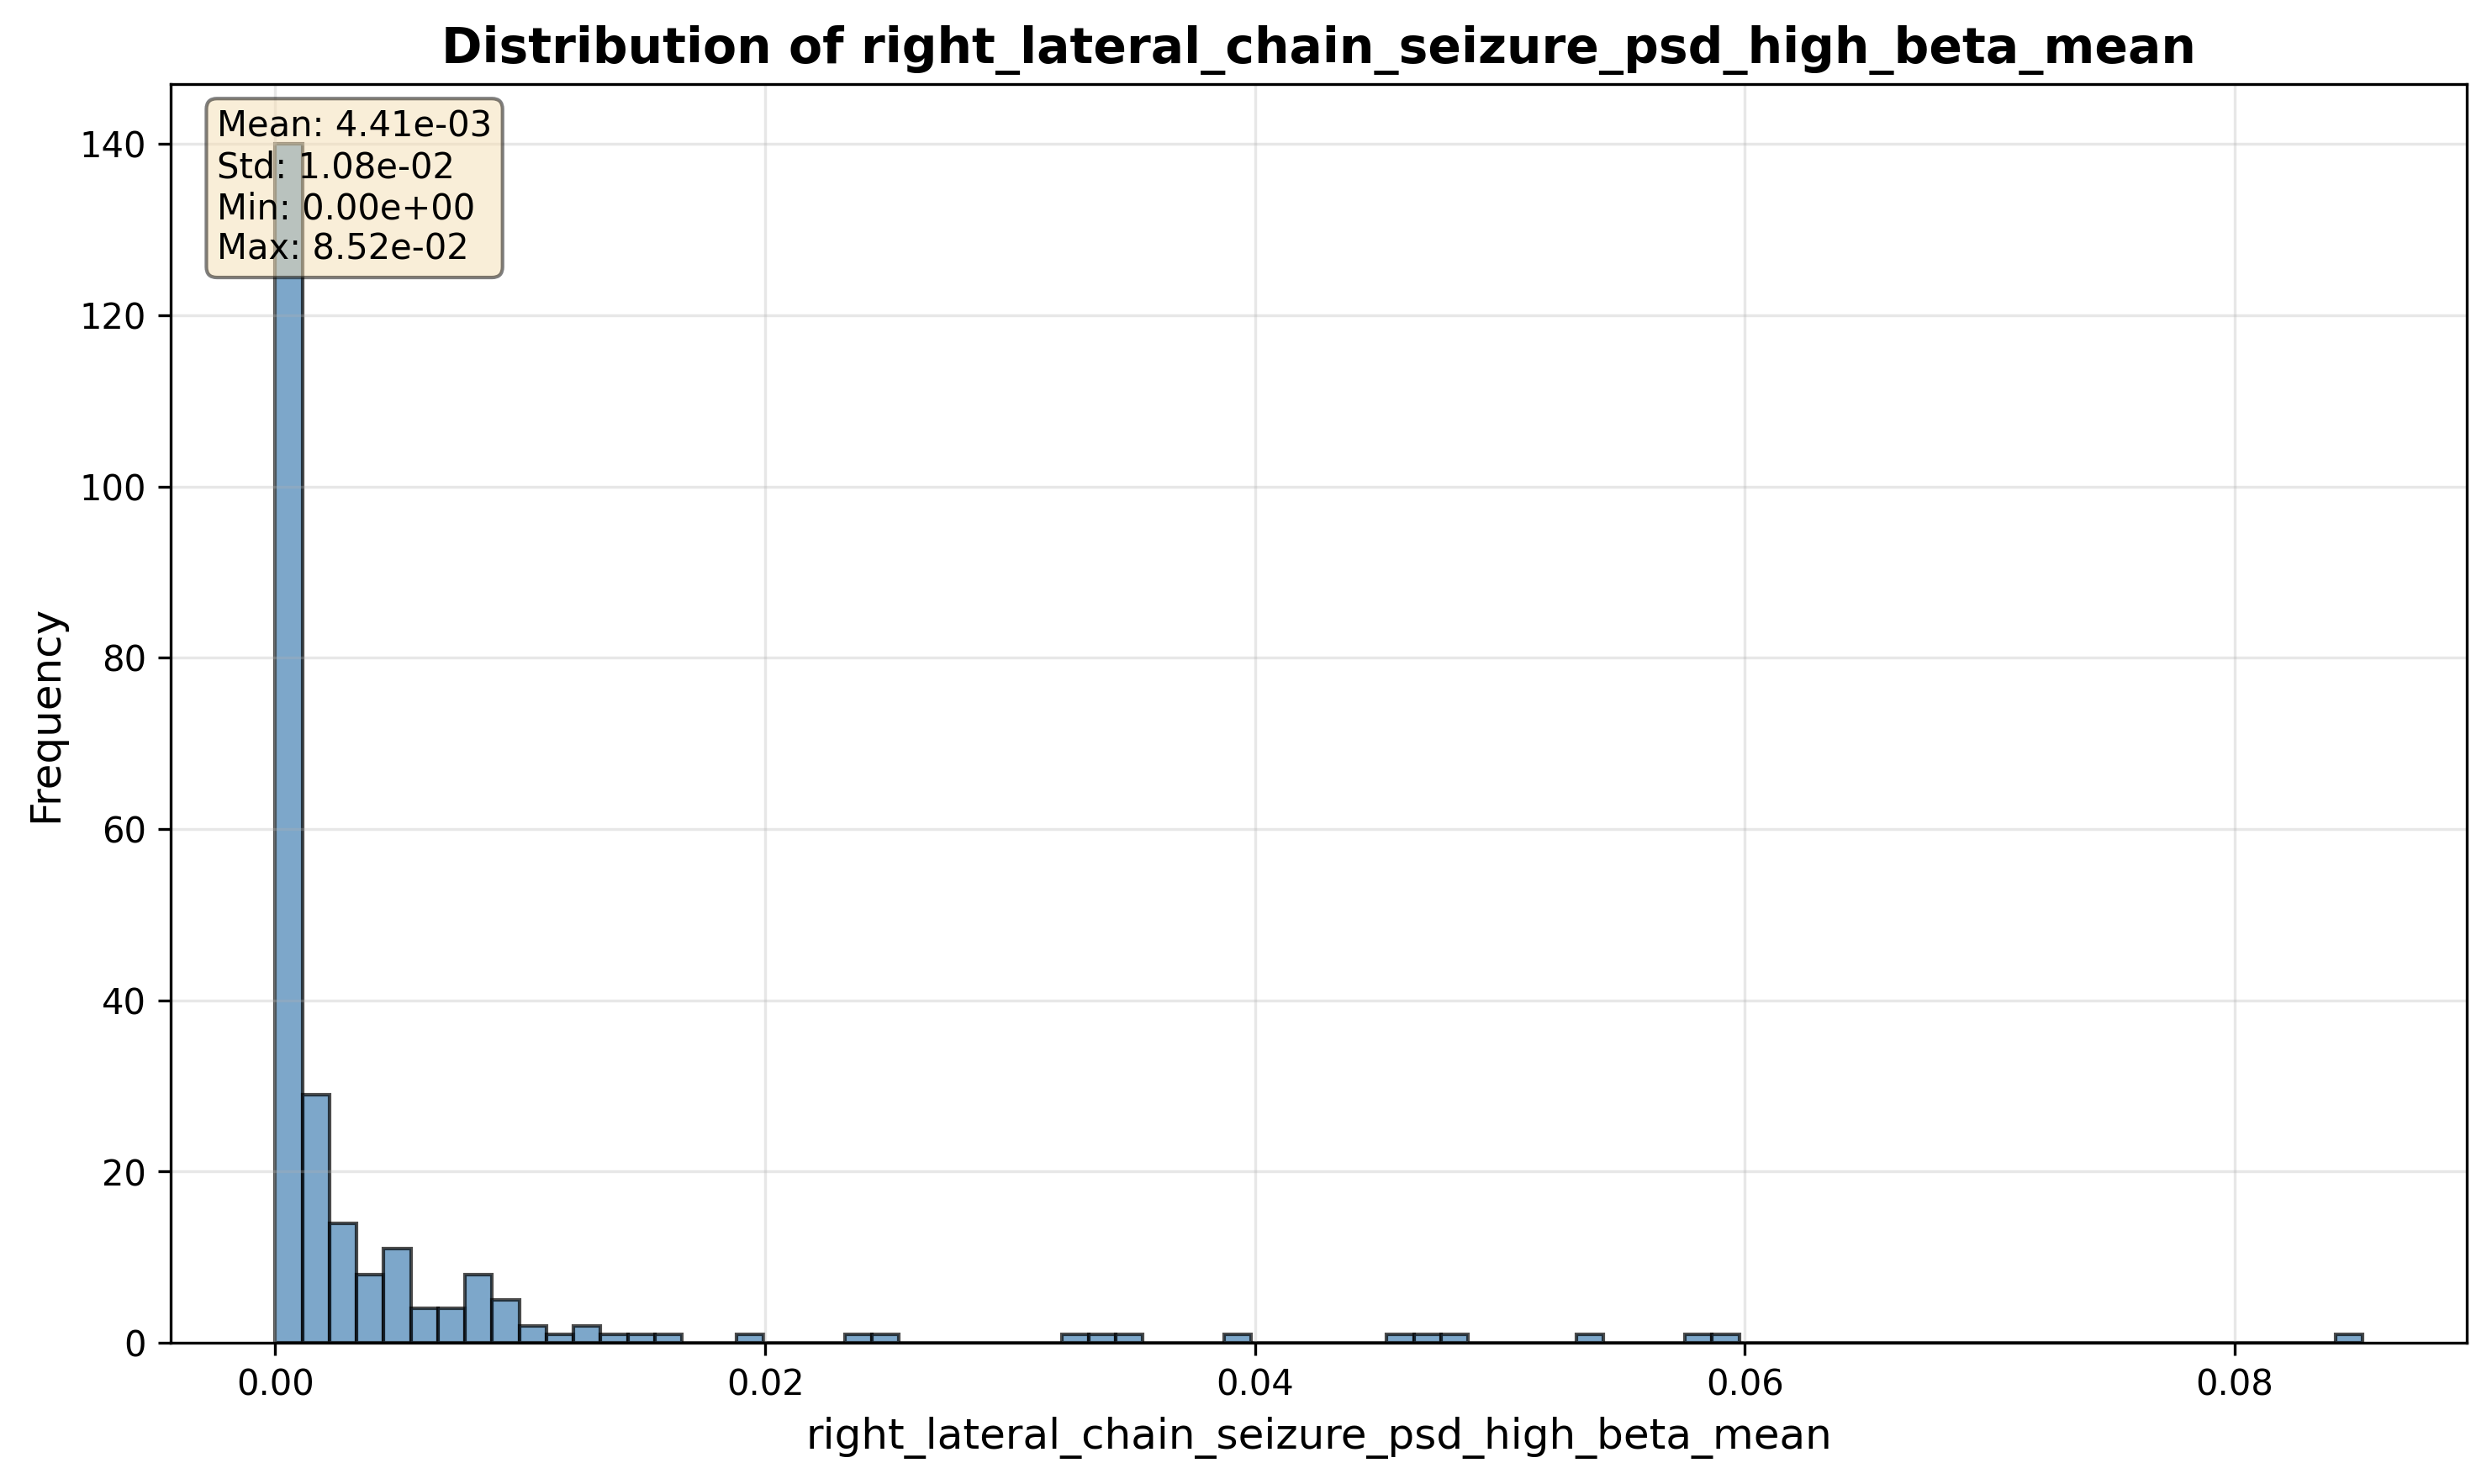 Distribution of right_lateral_chain_seizure_psd_high_beta_mean
Mean: 4.41e-03
Std: 1.08e-02
Min: 0.00e+00
Max: 8.52e-02
140
120
100
80
60
40
20
0
Frequency
0.00 0.02 0.04 0.06 0.08
right_lateral_chain_seizure_psd_high_beta_mean